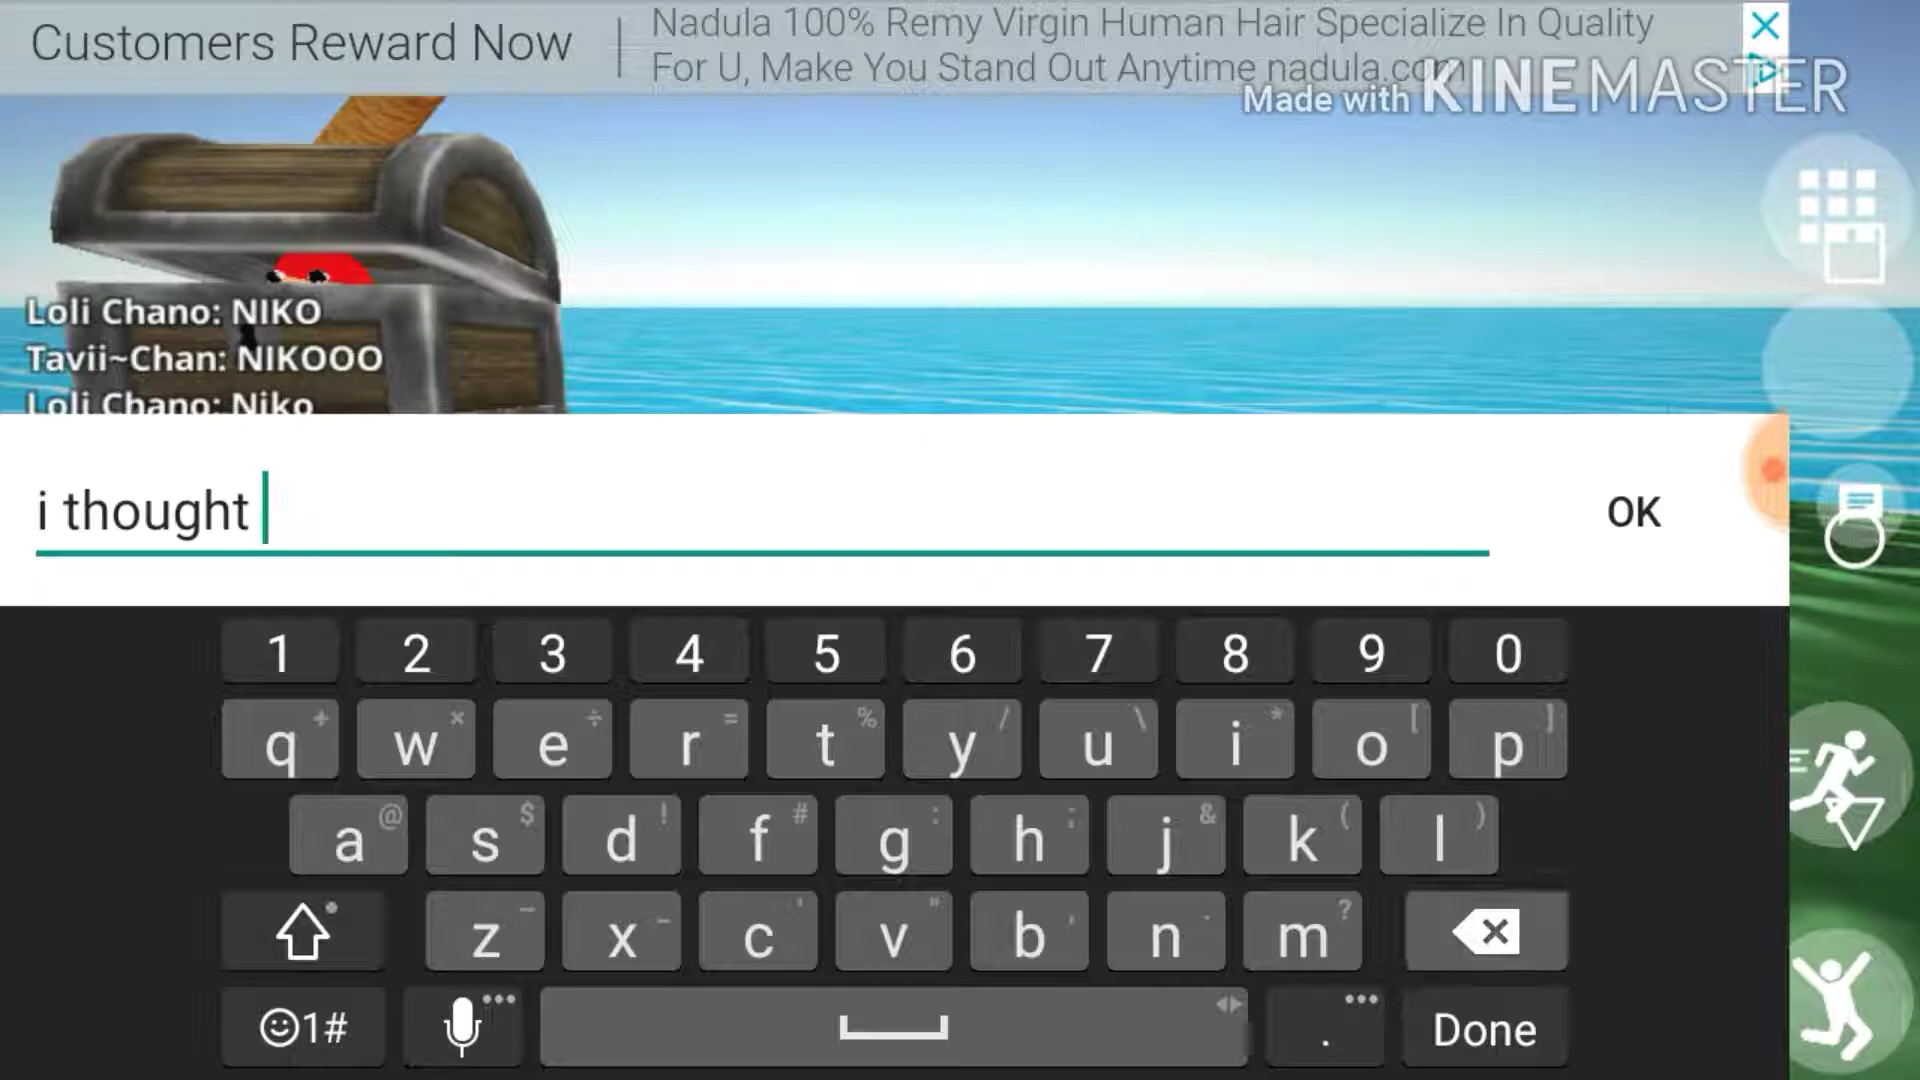 Customers Reward Now
Nadula 100% Remy Virgin Human Hair Specialize In Quality
For U, Make You Stand Out Anytime nadula.com
Made with KINEMASTER
Loli Chano: NIKO
Tavii~Chan: NIKOOO
Loli Chano: Niko
i thought
OK
1 2 3 4 5 6 7 8 9 0
q + w × e ÷ r = t % y / u \ i * o [ p ]
a @ s $ d ! f # g : h ; j & k ( l )
z – x - c ' v " b , n . m ?
1# . Done